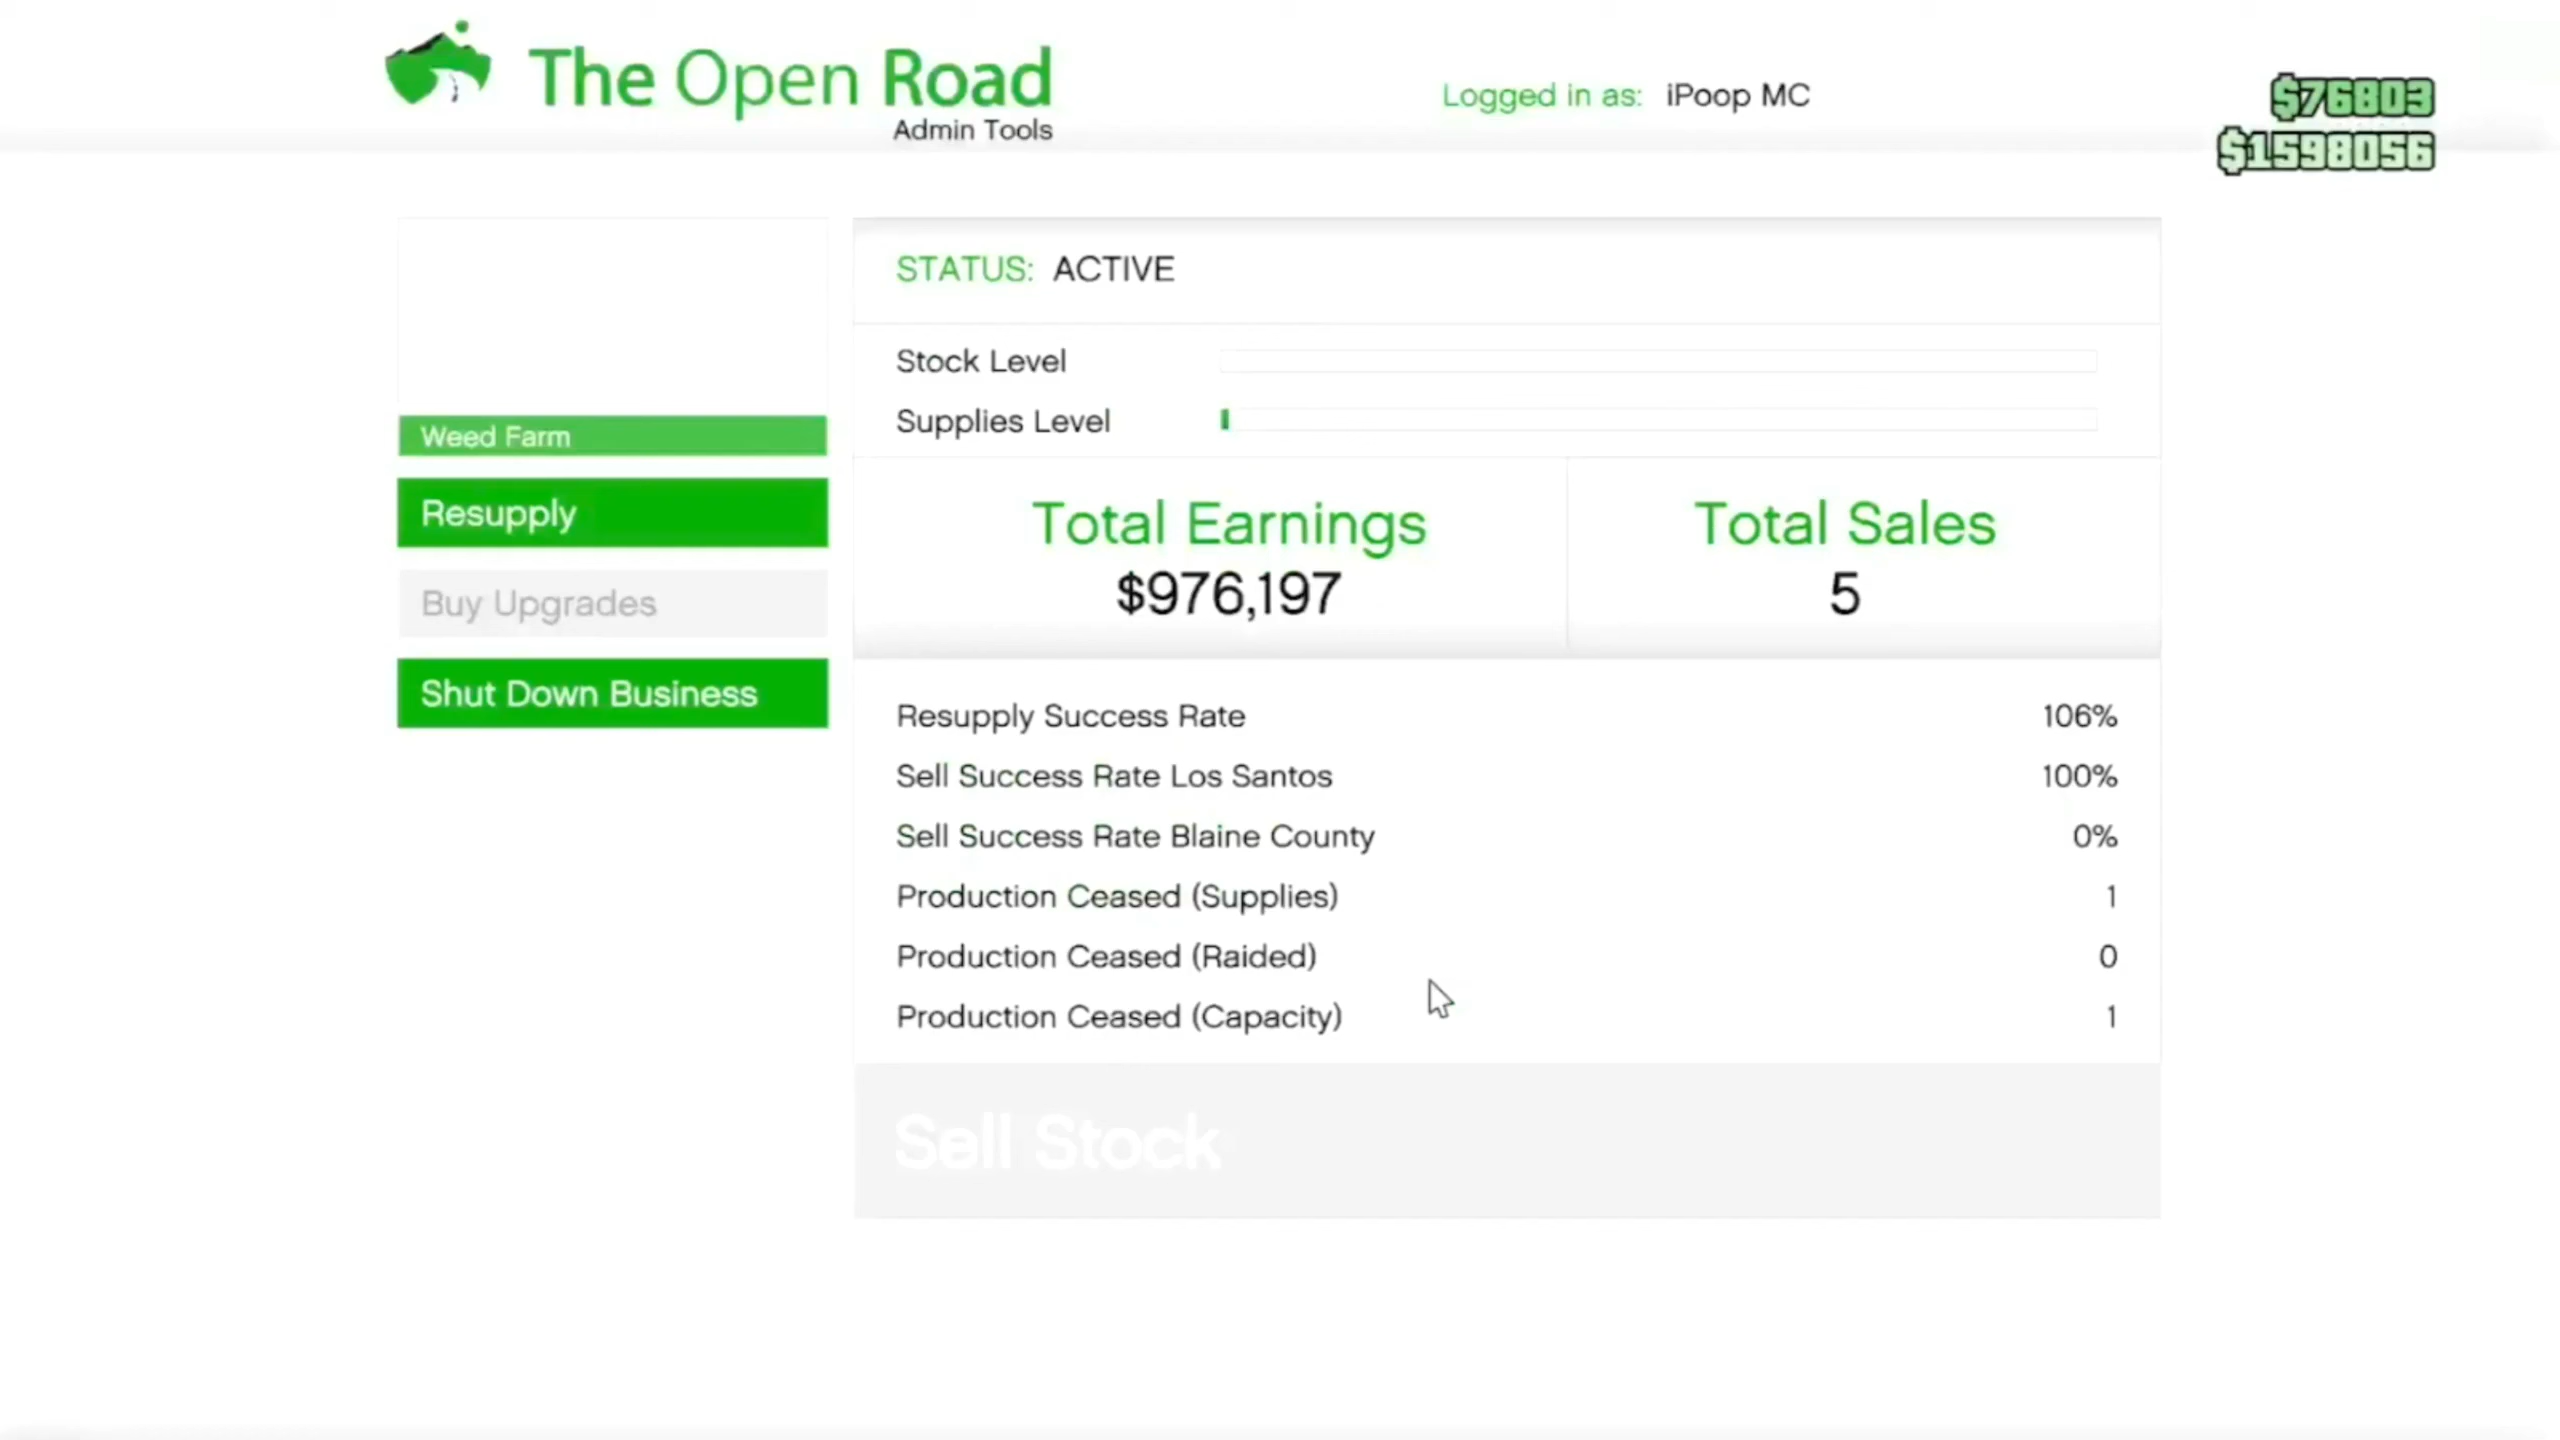 The Open Road
Admin Tools
Logged in as: iPoop MC
$76803
$1598056
Weed Farm
Resupply
Buy Upgrades
Shut Down Business
STATUS: ACTIVE
Stock Level
Supplies Level
Total Earnings
$976,197
Total Sales
5
Resupply Success Rate 106%
Sell Success Rate Los Santos 100%
Sell Success Rate Blaine County 0%
Production Ceased (Supplies) 1
Production Ceased (Raided) 0
Production Ceased (Capacity) 1
Sell Stock